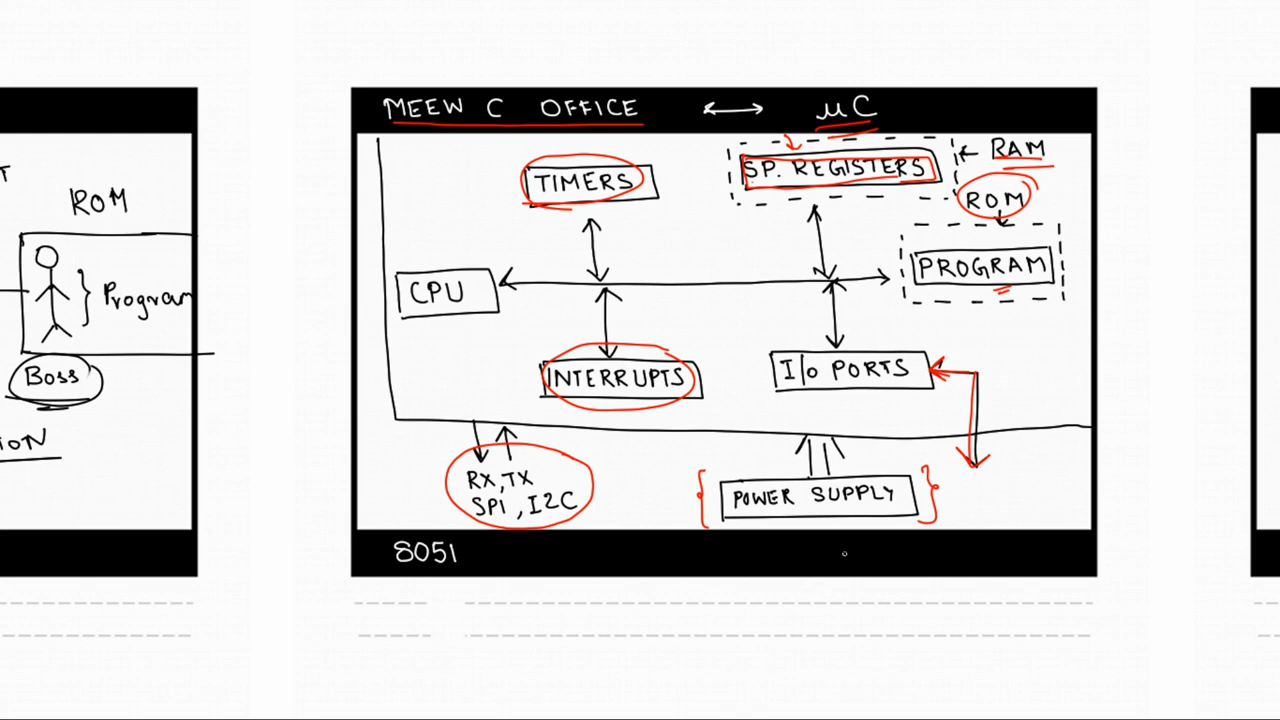 T
ROM
Program
Boss
ION
MEEW C OFFICE ↔ µC
TIMERS
SP. REGISTERS
RAM
ROM
PROGRAM
CPU
INTERRUPTS
I/O PORTS
RX,TX
SPI, I2C
POWER SUPPLY
8051